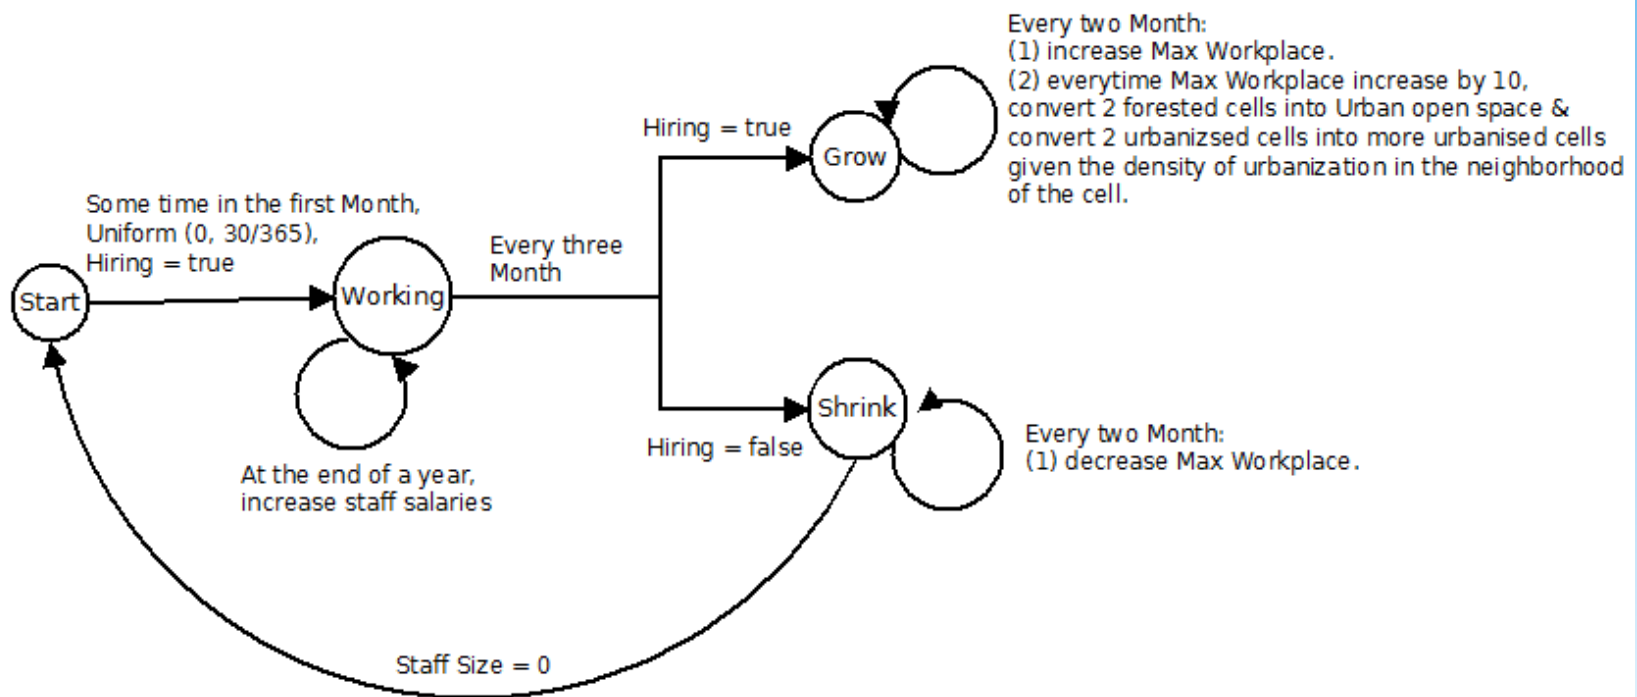 Every two Month:
(1) increase Max Workplace.
(2) everytime Max Workplace increase by 10,
convert 2 forested cells into Urban open space &
convert 2 urbanizsed cells into more urbanised cells
given the density of urbanization in the neighborhood
of the cell.
Hiring = true
Grow
Some time in the first Month,
Uniform (0, 30/365),
Hiring = true
Every three
Month
Start
Working
Shrink
Hiring = false
Every two Month:
(1) decrease Max Workplace.
At the end of a year,
increase staff salaries
Staff Size = 0